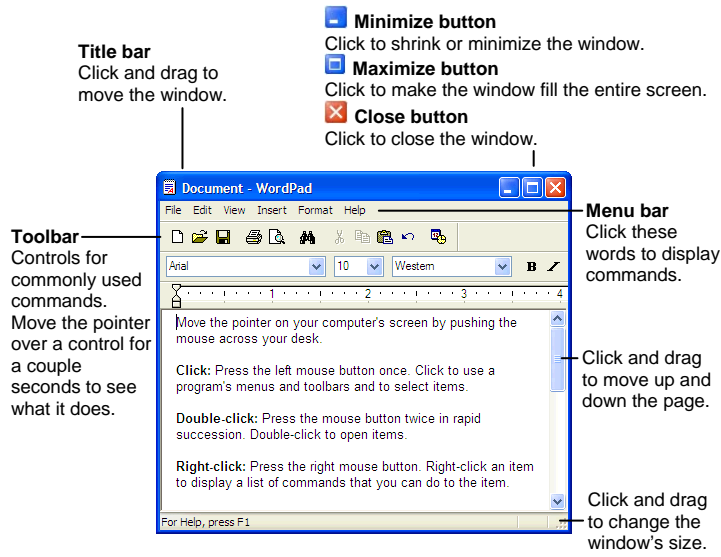 Minimize button
Click to shrink or minimize the window.
Maximize button
Click to make the window fill the entire screen.
Close button
Click to close the window.
Title bar
Click and drag to
move the window.
Document - WordPad
File Edit View Insert Format Help
Menu bar
Click these
words to display
commands.
Toolbar
Controls for
commonly used
commands.
Move the pointer
over a control for
a couple
seconds to see
what it does.
Arial 10 Western B I
1 2 3 4
Move the pointer on your computer's screen by pushing the
mouse across your desk.
Click: Press the left mouse button once. Click to use a
program's menus and toolbars and to select items.
Double-click: Press the mouse button twice in rapid
succession. Double-click to open items.
Right-click: Press the right mouse button. Right-click an item
to display a list of commands that you can do to the item.
Click and drag
to move up and
down the page.
For Help, press F1
Click and drag
to change the
window's size.